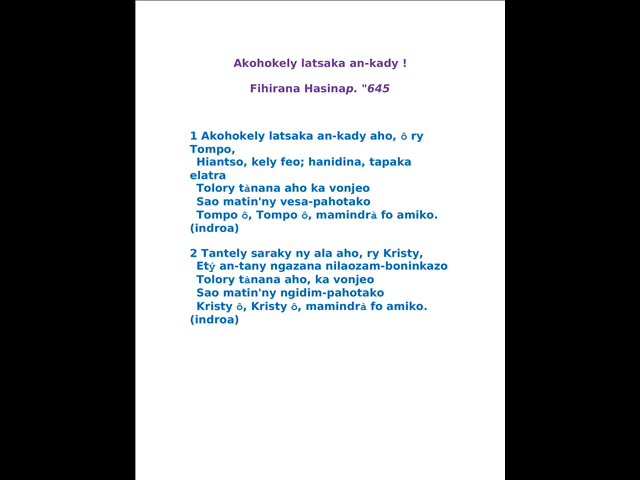 Akohokely latsaka an-kady !
Fihirana Hasinap. "645
1 Akohokely latsaka an-kady aho, ô ry
Tompo,
Hiantso, kely feo; hanidina, tapaka
elatra
Tolory tànana aho ka vonjeo
Sao matin'ny vesa-pahotako
Tompo ô, Tompo ô, mamindrà fo amiko.
(indroa)
2 Tantely saraky ny ala aho, ry Kristy,
Etý an-tany ngazana nilaozam-boninkazo
Tolory tànana aho, ka vonjeo
Sao matin'ny ngidim-pahotako
Kristy ô, Kristy ô, mamindrà fo amiko.
(indroa)